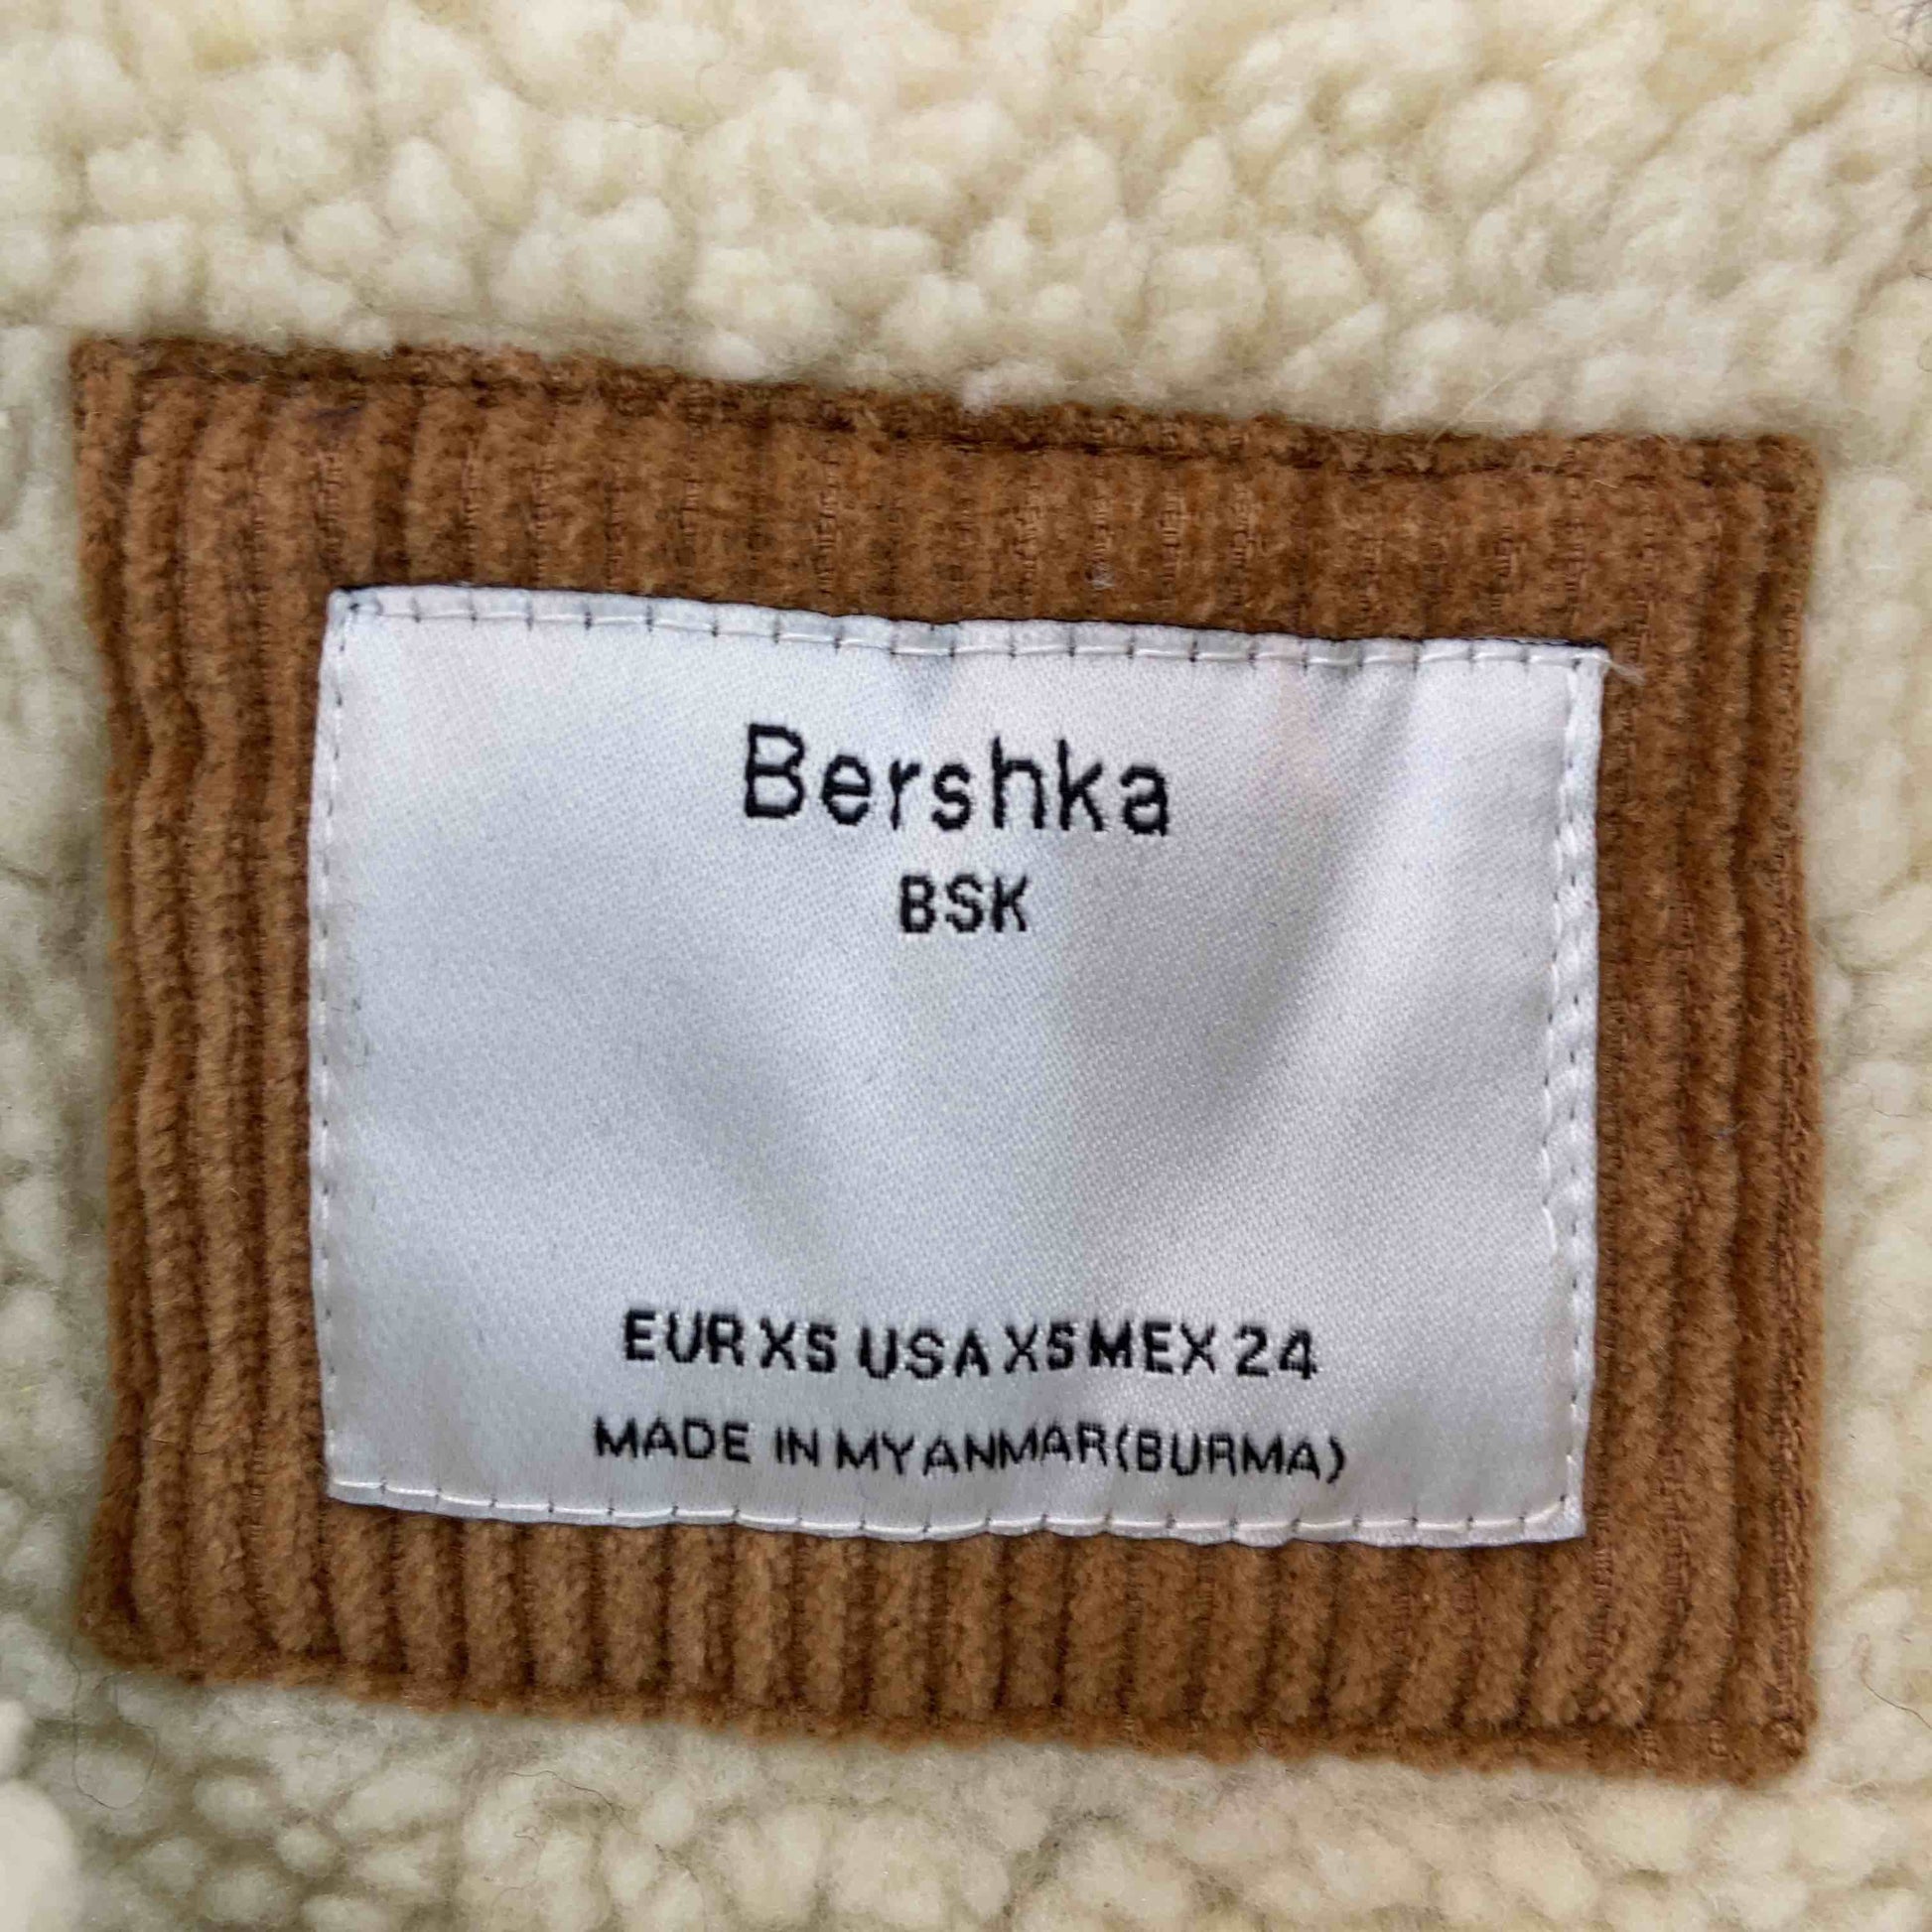 Bershka
BSK
EUR XS USA XS MEX 24
MADE IN MYANMAR(BURMA)